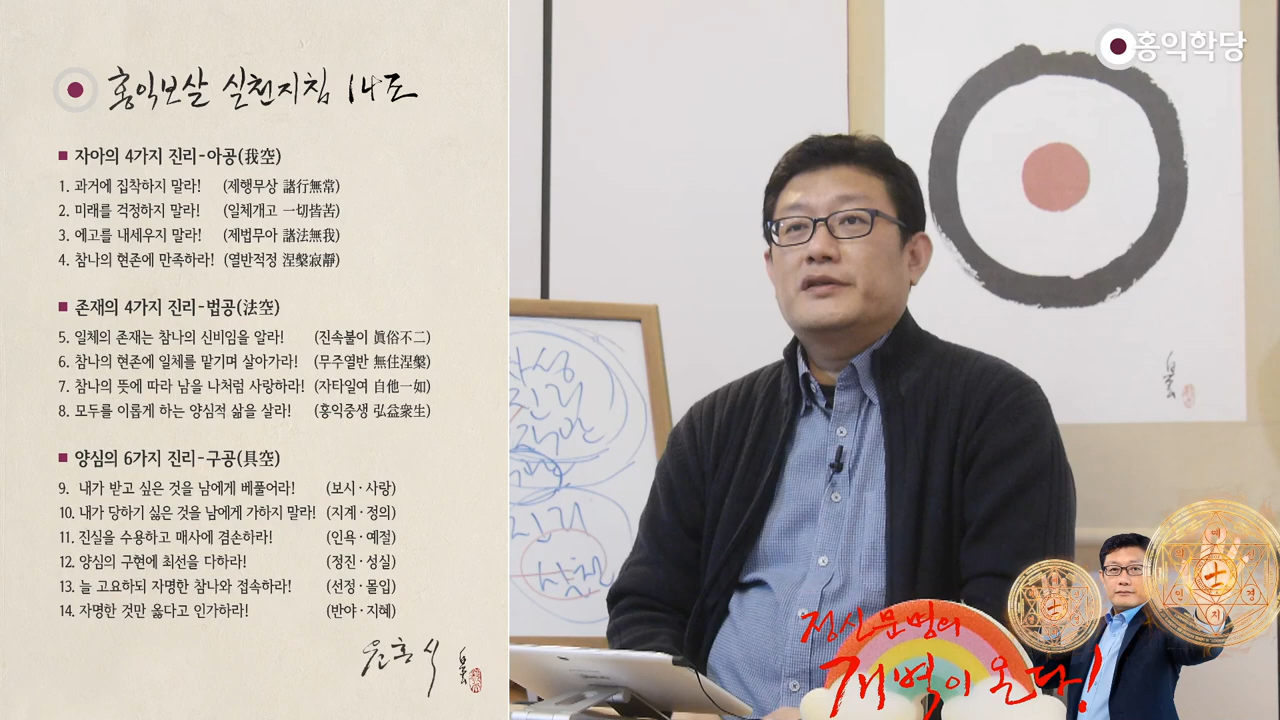 홍익보살 실천지침 14조
■ 자아의 4가지 진리-아공(我空)
1. 과거에 집착하지 말라! (제행무상 諸行無常)
2. 미래를 걱정하지 말라! (일체개고 一切皆苦)
3. 에고를 내세우지 말라! (제법무아 諸法無我)
4. 참나의 현존에 만족하라! (열반적정 涅槃寂靜)
■ 존재의 4가지 진리-법공(法空)
5. 일체의 존재는 참나의 신비임을 알라! (진속불이 眞俗不二)
6. 참나의 현존에 일체를 맡기며 살아가라! (무주열반 無住涅槃)
7. 참나의 뜻에 따라 남을 나처럼 사랑하라! (자타일여 自他一如)
8. 모두를 이롭게 하는 양심적 삶을 살라! (홍익중생 弘益衆生)
■ 양심의 6가지 진리-구공(具空)
9. 내가 받고 싶은 것을 남에게 베풀어라! (보시·사랑)
10. 내가 당하기 싫은 것을 남에게 가하지 말라! (지계·정의)
11. 진실을 수용하고 매사에 겸손하라! (인욕·예절)
12. 양심의 구현에 최선을 다하라! (정진·성실)
13. 늘 고요하되 자명한 참나와 접속하라! (선정·몰입)
14. 자명한 것만 옳다고 인가하라! (반야·지혜)
윤홍식
홍익학당
자성
진리
직관
진리
실천
정신문명의
개벽이 온다!